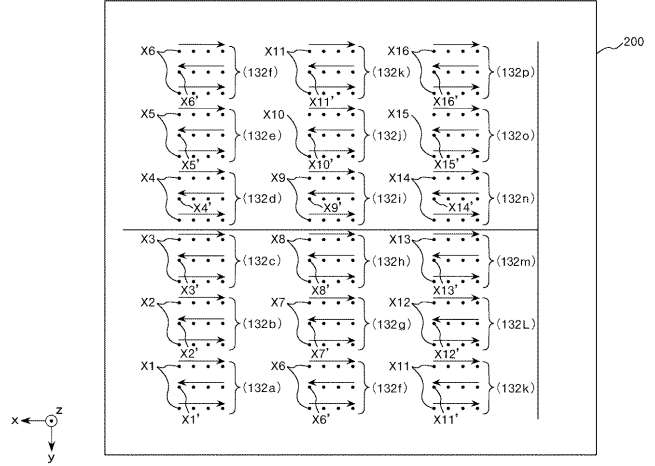 200
X6 X11 X16
(132f) (132k) (132p)
X6' X11' X16'
X5 X10 X15
(132e) (132j) (132o)
X5' X10' X15'
X4 X9 X14
(132d) (132i) (132n)
X4' X9' X14'
X3 X8 X13
(132c) (132h) (132m)
X3' X8' X13'
X2 X7 X12
(132b) (132g) (132L)
X2' X7' X12'
X1 X6 X11
(132a) (132f) (132k)
X1' X6' X11'
x z
y